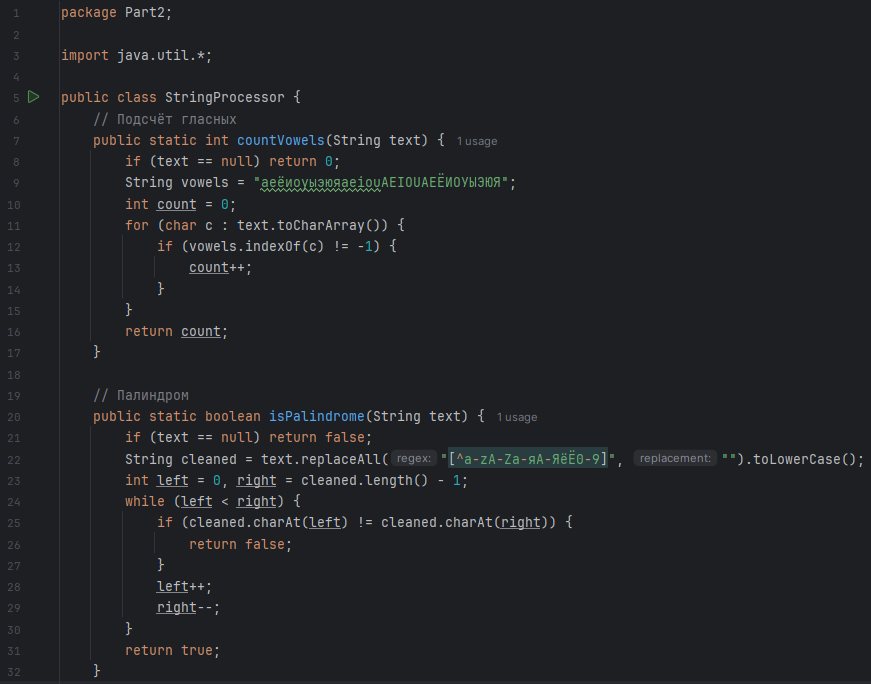 1 package Part2;
2
3 import java.util.*;
4
5 public class StringProcessor {
6 // Подсчёт гласных
7 public static int countVowels(String text) { 1 usage
8 if (text == null) return 0;
9 String vowels = "аеёиоуыэюяaeiouAEIOUАЕЁИОУЫЭЮЯ";
10 int count = 0;
11 for (char c : text.toCharArray()) {
12 if (vowels.indexOf(c) != -1) {
13 count++;
14 }
15 }
16 return count;
17 }
18
19 // Палиндром
20 public static boolean isPalindrome(String text) { 1 usage
21 if (text == null) return false;
22 String cleaned = text.replaceAll( regex: "[^a-zA-Zа-яА-ЯёЁ0-9]", replacement: "").toLowerCase();
23 int left = 0, right = cleaned.length() - 1;
24 while (left < right) {
25 if (cleaned.charAt(left) != cleaned.charAt(right)) {
26 return false;
27 }
28 left++;
29 right--;
30 }
31 return true;
32 }